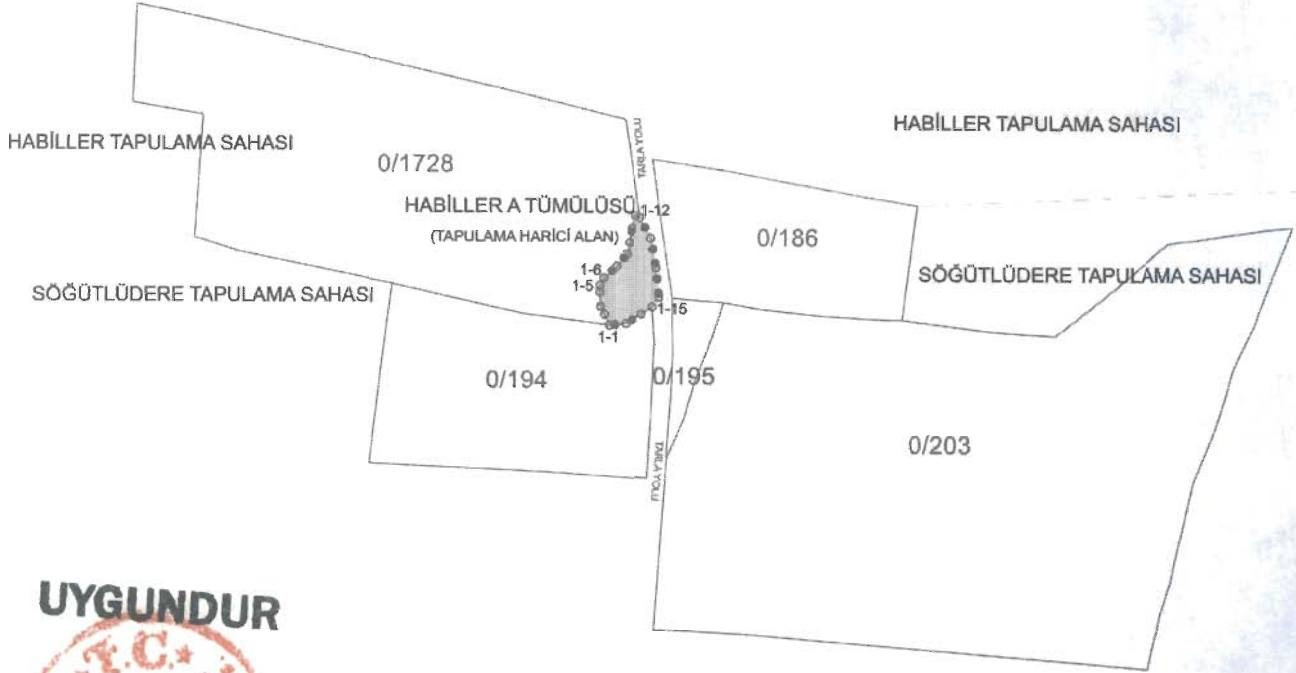 TARLA YOLU
HABİLLER TAPULAMA SAHASI
HABİLLER TAPULAMA SAHASI
0/1728
HABİLLER A TÜMÜLÜSÜ
1-12
(TAPULAMA HARİCİ ALAN)
0/186
1-6
1-5
SÖĞÜTLÜDERE TAPULAMA SAHASI
SÖĞÜTLÜDERE TAPULAMA SAHASI
1-15
1-1
0/194
0/195
0/203
TARLA YOLU
UYGUNDUR
T.C.